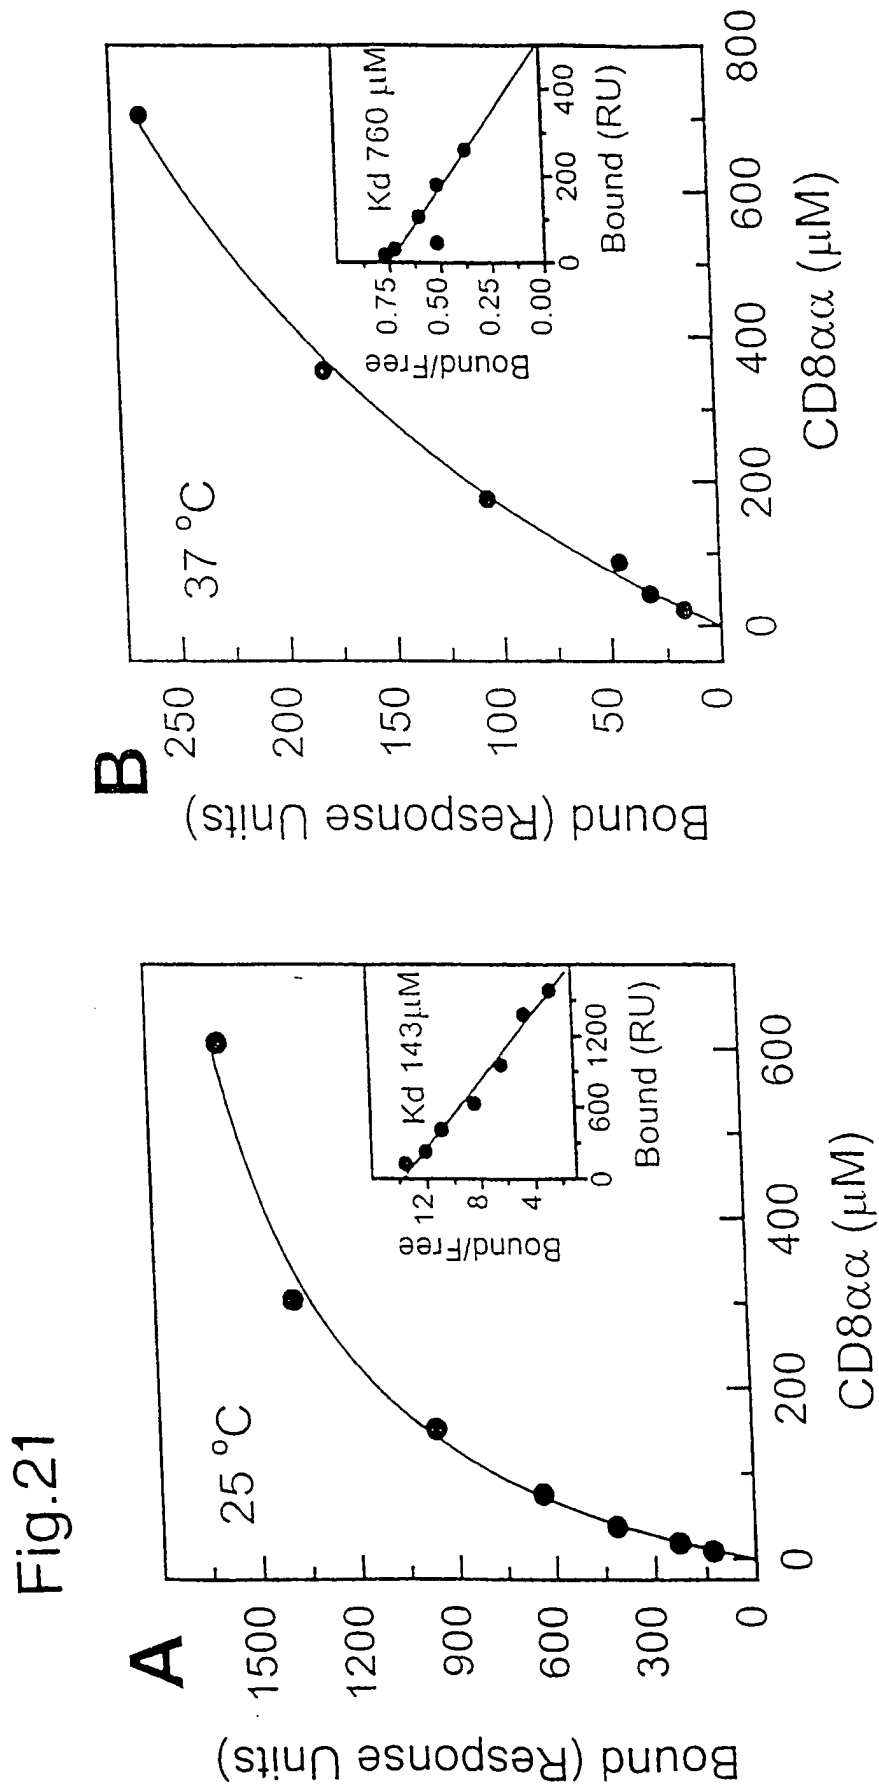 Fig.21
A
25 °C
Bound (Response Units)
1500
1200
900
600
300
0
0
200
400
600
CD8αα (μM)
Kd 143μM
Bound/Free
12
8
4
0
600
1200
Bound (RU)
B
37 °C
Bound (Response Units)
250
200
150
100
50
0
0
200
400
600
800
CD8αα (μM)
Kd 760 μM
Bound/Free
0.75
0.50
0.25
0.00
0
200
400
Bound (RU)